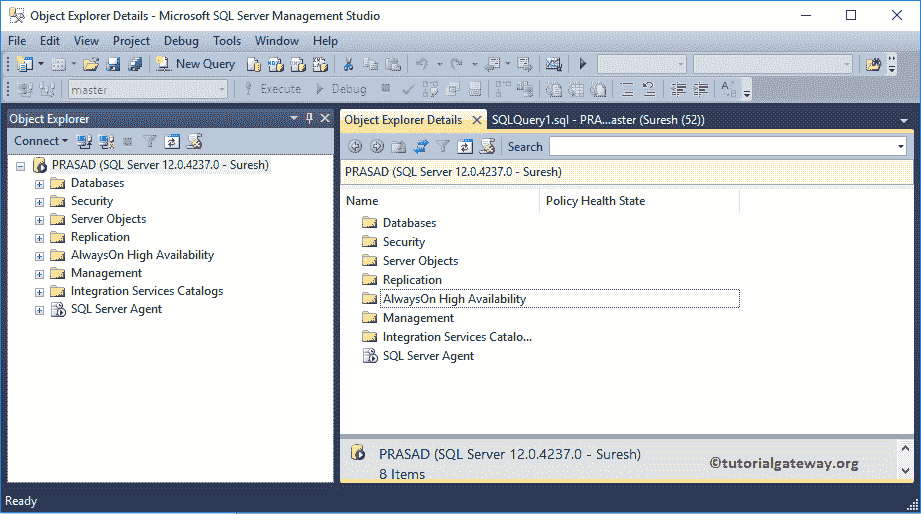 Object Explorer Details - Microsoft SQL Server Management Studio
File Edit View Project Debug Tools Window Help
New Query
master Execute Debug
Object Explorer
Connect
PRASAD (SQL Server 12.0.4237.0 - Suresh)
Databases
Security
Server Objects
Replication
AlwaysOn High Availability
Management
Integration Services Catalogs
SQL Server Agent
Object Explorer Details SQLQuery1.sql - PRA...aster (Suresh (52))
Search
PRASAD (SQL Server 12.0.4237.0 - Suresh)
Name Policy Health State
Databases
Security
Server Objects
Replication
AlwaysOn High Availability
Management
Integration Services Catalo...
SQL Server Agent
PRASAD (SQL Server 12.0.4237.0 - Suresh)
8 Items
©tutorialgateway.org
Ready